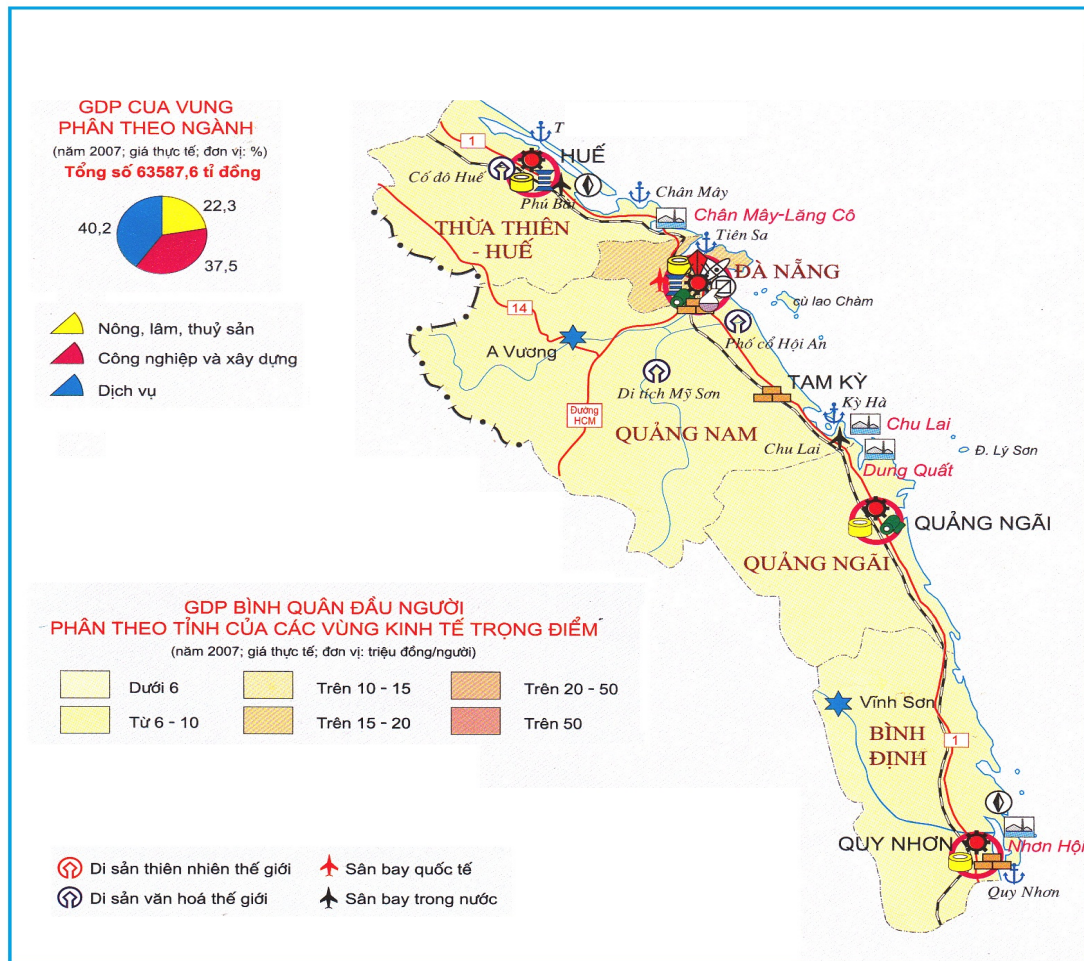 GDP CUA VUNG
PHÂN THEO NGÀNH
(năm 2007; giá thực tế; đơn vị: %)
Tổng số 63587,6 tỉ đồng
22,3
40,2
37,5
Nông, lâm, thuỷ sản
Công nghiệp và xây dựng
Dịch vụ
1
T
HUẾ
Cố đô Huế
Phú Bài
Chân Mây
Chân Mây-Lăng Cô
THỪA THIÊN
- HUẾ
Tiên Sa
ĐÀ NẴNG
cù lao Chàm
14
A Vương
Phố cổ Hội An
Di tích Mỹ Sơn
TAM KỲ
Kỳ Hà
Đường
HCM
QUẢNG NAM
Chu Lai
Chu Lai
Đ. Lý Sơn
Dung Quất
QUẢNG NGÃI
QUẢNG NGÃI
GDP BÌNH QUÂN ĐẦU NGƯỜI
PHÂN THEO TỈNH CỦA CÁC VÙNG KINH TẾ TRỌNG ĐIỂM
(năm 2007; giá thực tế; đơn vị: triệu đồng/người)
Dưới 6
Trên 10 - 15
Trên 20 - 50
Từ 6 - 10
Trên 15 - 20
Trên 50
Vĩnh Sơn
BÌNH
ĐỊNH
1
QUY NHƠN
Nhơn Hội
Quy Nhơn
Di sản thiên nhiên thế giới
Sân bay quốc tế
Di sản văn hoá thế giới
Sân bay trong nước